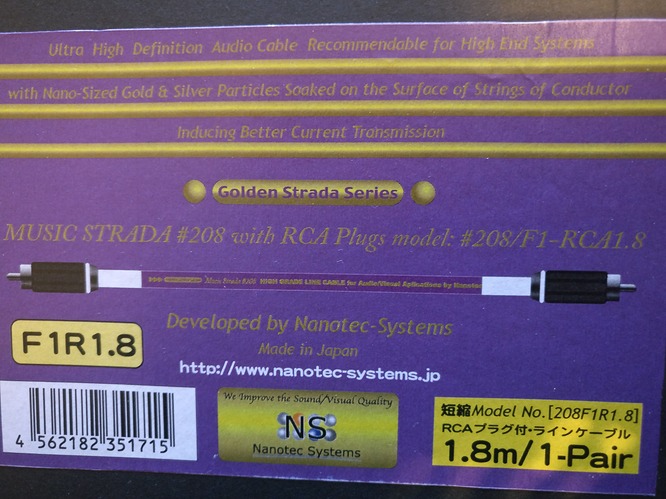 Ultra High Definition Audio Cable Recommendable for High End Systems
with Nano-Sized Gold & Silver Particles Soaked on the Surface of Strings of Conductor
Inducing Better Current Transmission
Golden Strada Series
MUSIC STRADA #208 with RCA Plugs model: #208/F1-RCA1.8
>>> Music Strada #208 HIGH GRADE LINE CABLE for Audio/Visual Aplications by Nanotec
F1R1.8
Developed by Nanotec-Systems
Made in Japan
http://www.nanotec-systems.jp
4 562182 351715
We Improve the Sound/Visual Quality
NS
Nanotec Systems
短縮Model No.[208F1R1.8]
RCAプラグ付・ラインケーブル
1.8m/1-Pair